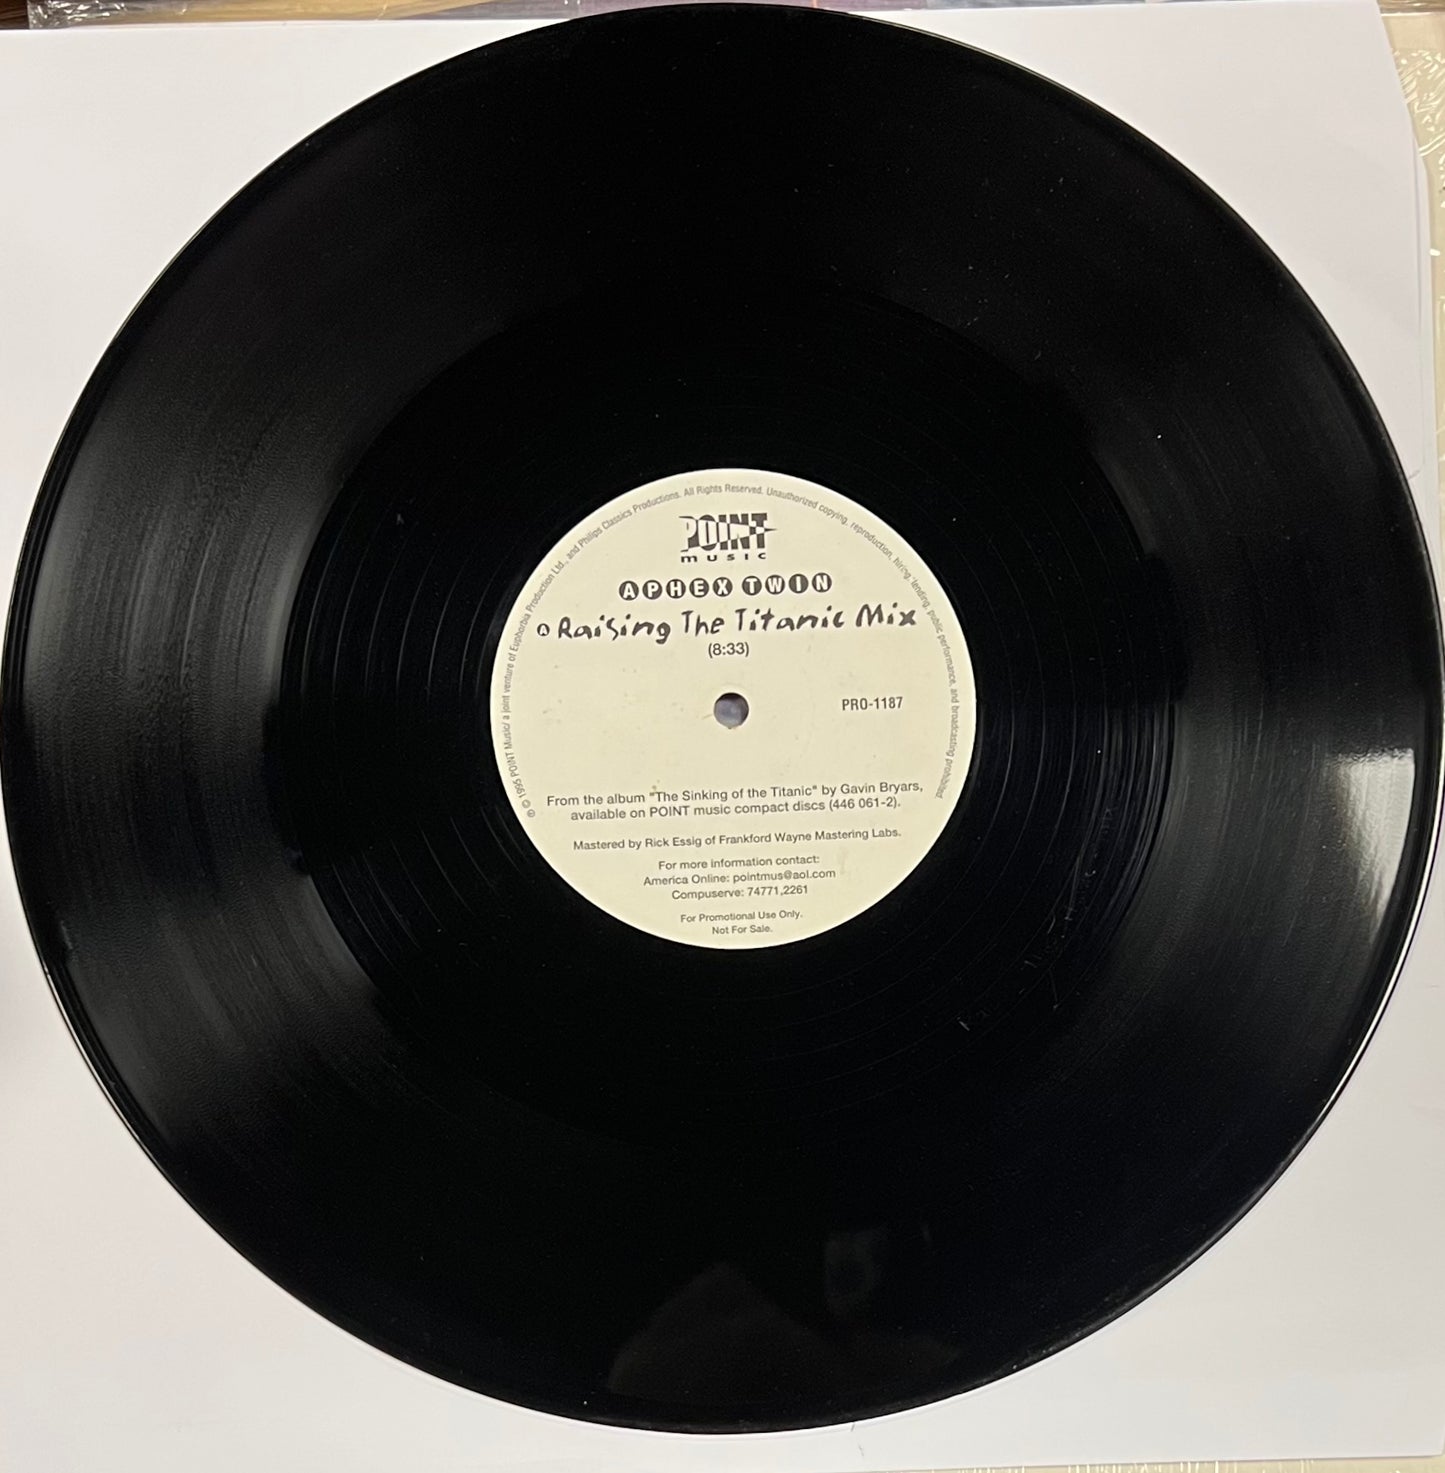 ℗ © 1995 POINT Music/ a joint venture of Euphorbia Production Ltd., and Philips Classics Productions. All Rights Reserved. Unauthorized copying, reproduction, hiring, lending, public performance, and broadcasting prohibited.
POINT
music
APHEX TWIN
A Raising The Titanic Mix
(8:33)
PRO-1187
From the album "The Sinking of the Titanic" by Gavin Bryars,
available on POINT music compact discs (446 061-2).
Mastered by Rick Essig of Frankford Wayne Mastering Labs.
For more information contact:
America Online: pointmus@aol.com
Compuserve: 74771,2261
For Promotional Use Only.
Not For Sale.